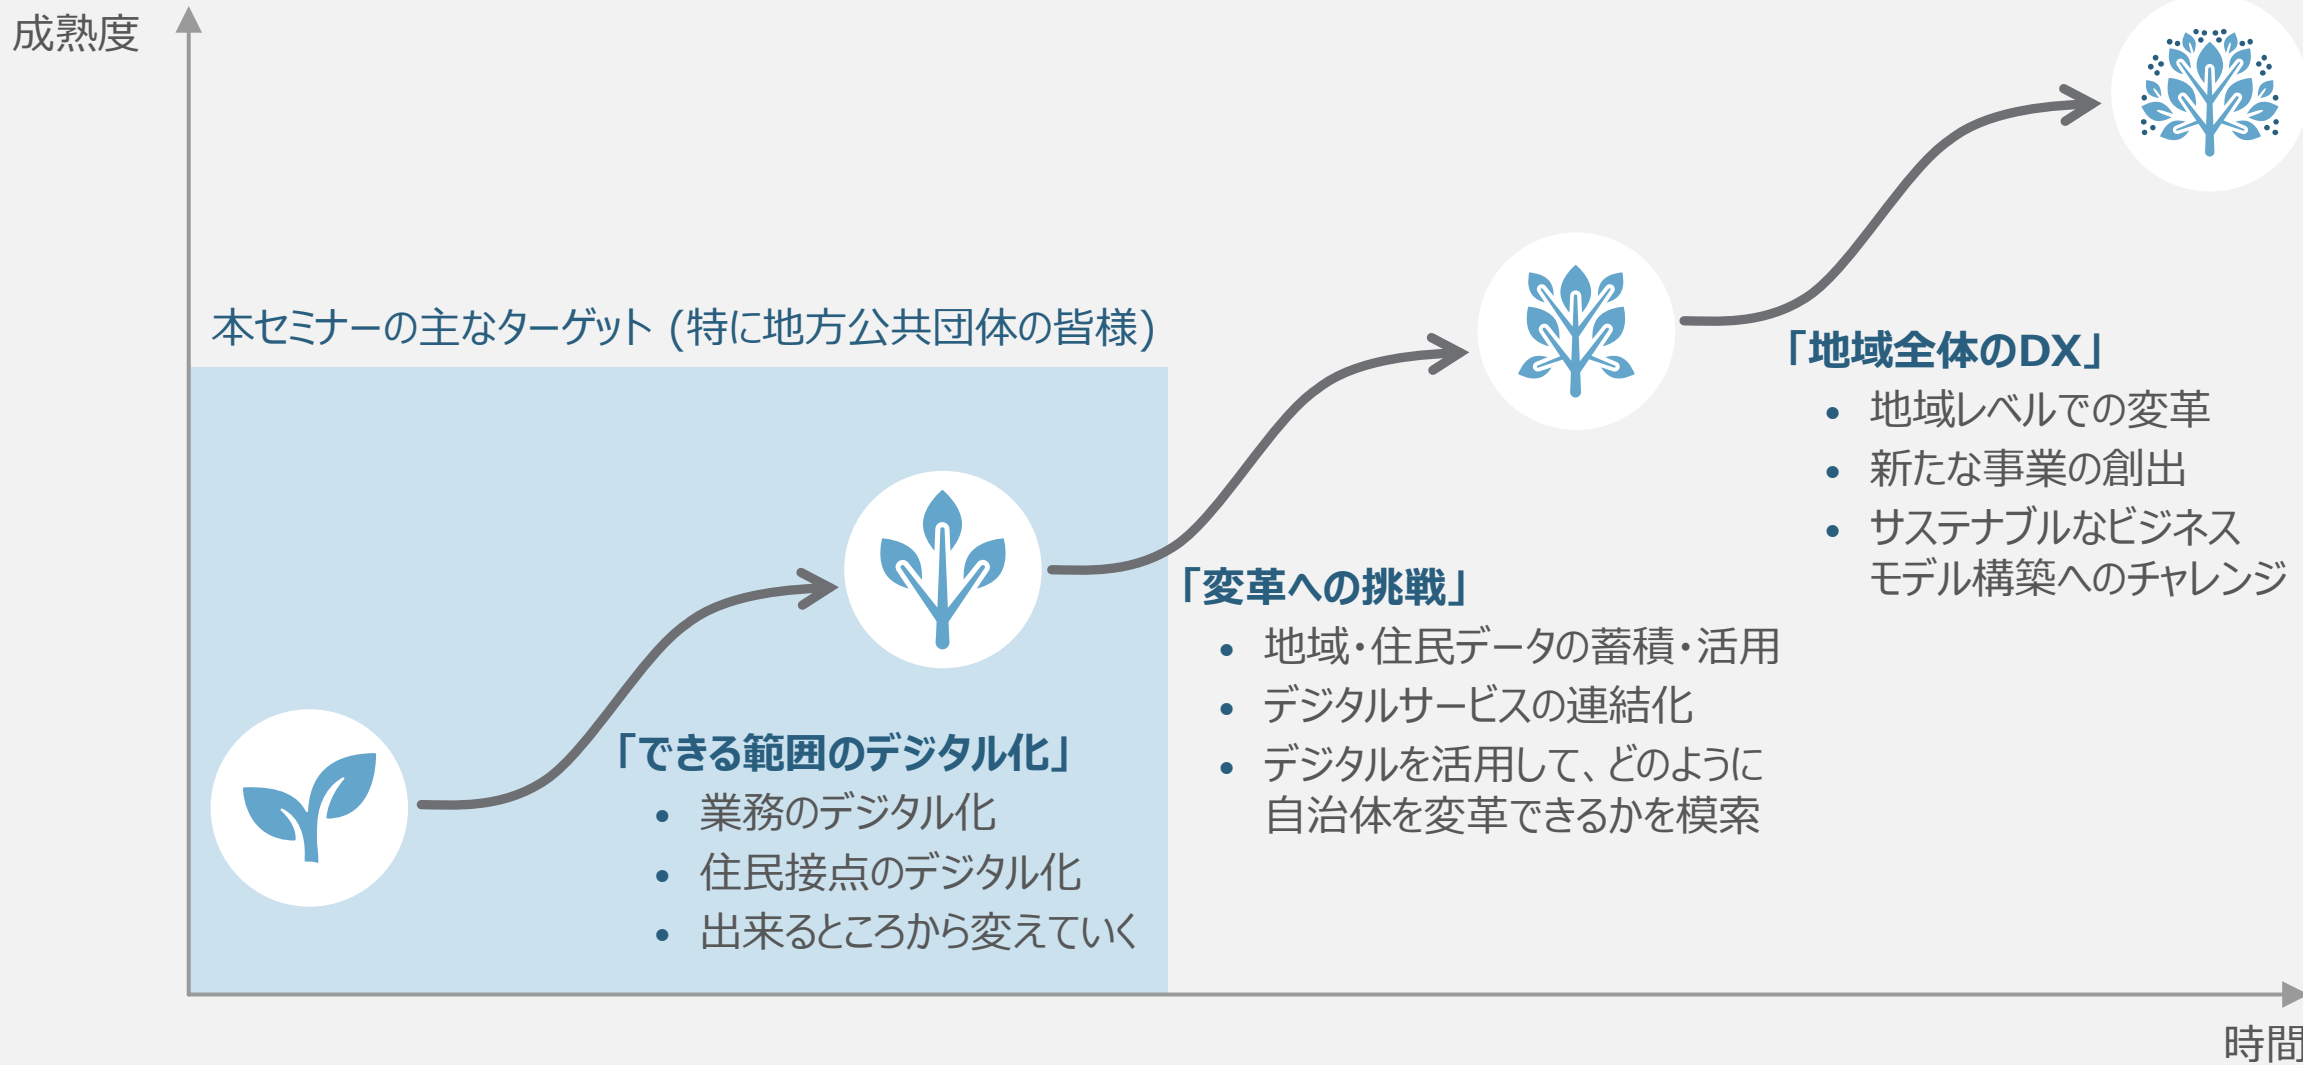 成熟度
本セミナーの主なターゲット (特に地方公共団体の皆様)
「できる範囲のデジタル化」
• 業務のデジタル化
• 住民接点のデジタル化
• 出来るところから変えていく
「変革への挑戦」
• 地域・住民データの蓄積・活用
• デジタルサービスの連結化
• デジタルを活用して、どのように
自治体を変革できるかを模索
「地域全体のDX」
• 地域レベルでの変革
• 新たな事業の創出
• サステナブルなビジネス
モデル構築へのチャレンジ
時間